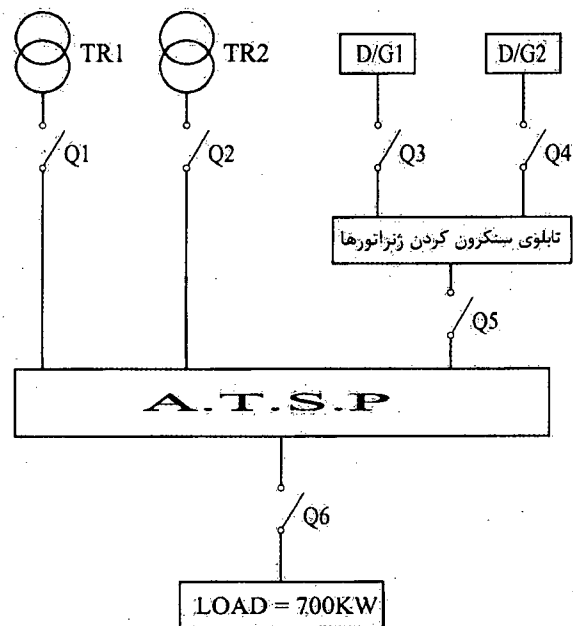 TR1
TR2
D/G1
D/G2
Q1
Q2
Q3
Q4
تابلوی سنکرون کردن ژنراتورها
Q5
A.T.S.P
Q6
LOAD = 700KW